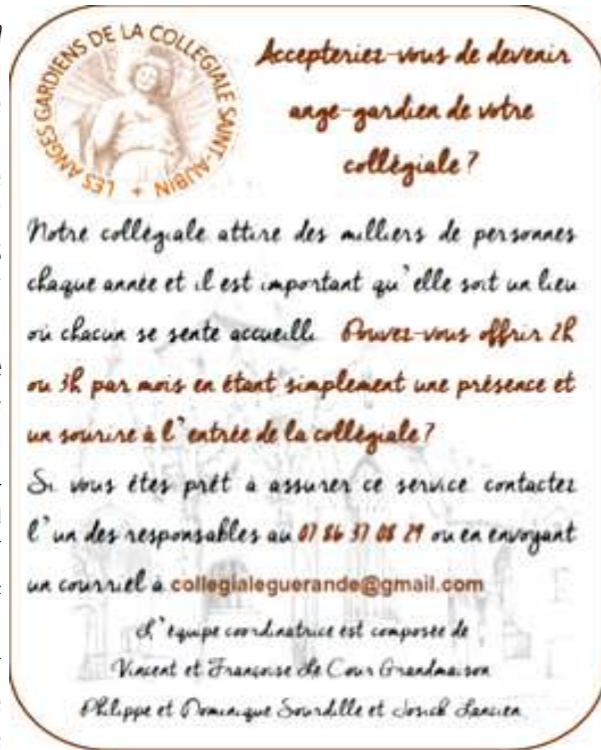 LES ANGES GARDIENS DE LA COLLEGIALE SAINT-AUBIN +
Accepteriez-vous de devenir
ange-gardien de votre
collégiale ?
Notre collégiale attire des milliers de personnes
chaque année et il est important qu'elle soit un lieu
où chacun se sente accueilli. Pouvez-vous offrir 2h
ou 3h par mois en étant simplement une présence et
un sourire à l'entrée de la collégiale ?
Si vous êtes prêt à assurer ce service contactez
l'un des responsables au 07 86 37 08 29 ou en envoyant
un courriel à collegialeguerande@gmail.com
L'équipe coordinatrice est composée de
Vincent et Françoise Le Cour Grandmaison
Philippe et Dominique Sourdille et Josick Lancien